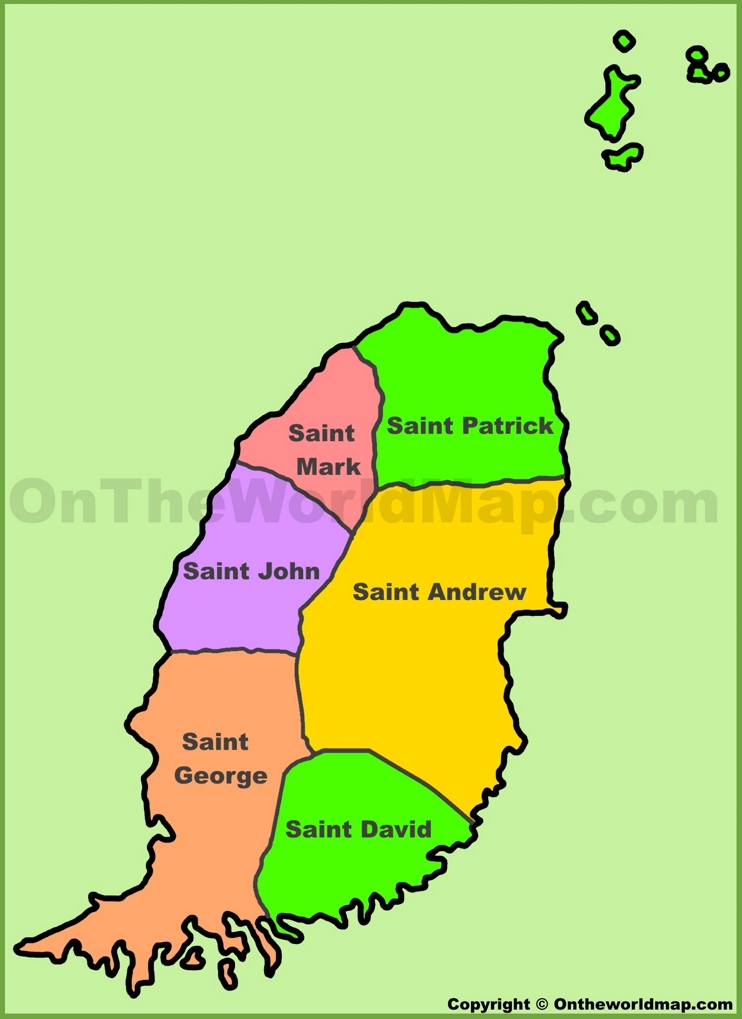 Saint Patrick
Saint
Mark
OnTheWorldMap.com
Saint John
Saint Andrew
Saint
George
Saint David
Copyright © Ontheworldmap.com